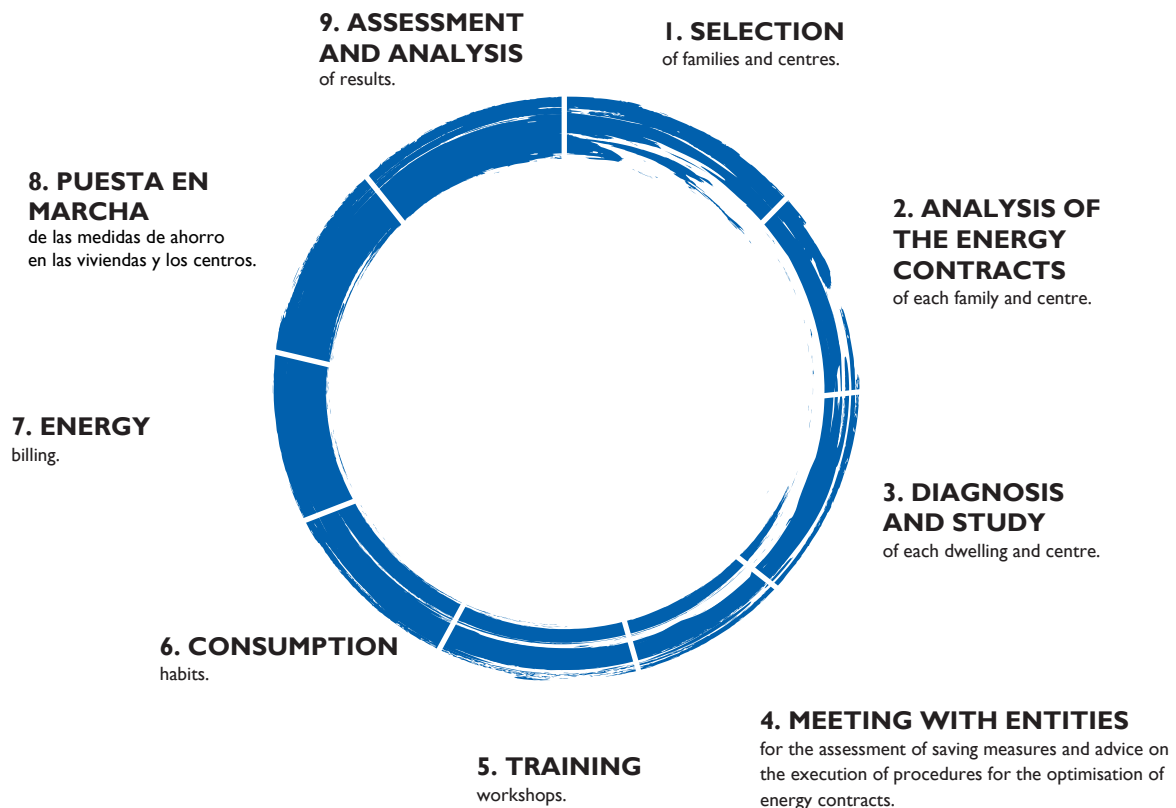 1. SELECTION
of families and centres.
2. ANALYSIS OF
THE ENERGY
CONTRACTS
of each family and centre.
3. DIAGNOSIS
AND STUDY
of each dwelling and centre.
4. MEETING WITH ENTITIES
for the assessment of saving measures and advice on
the execution of procedures for the optimisation of
energy contracts.
5. TRAINING
workshops.
6. CONSUMPTION
habits.
7. ENERGY
billing.
8. PUESTA EN
MARCHA
de las medidas de ahorro
en las viviendas y los centros.
9. ASSESSMENT
AND ANALYSIS
of results.